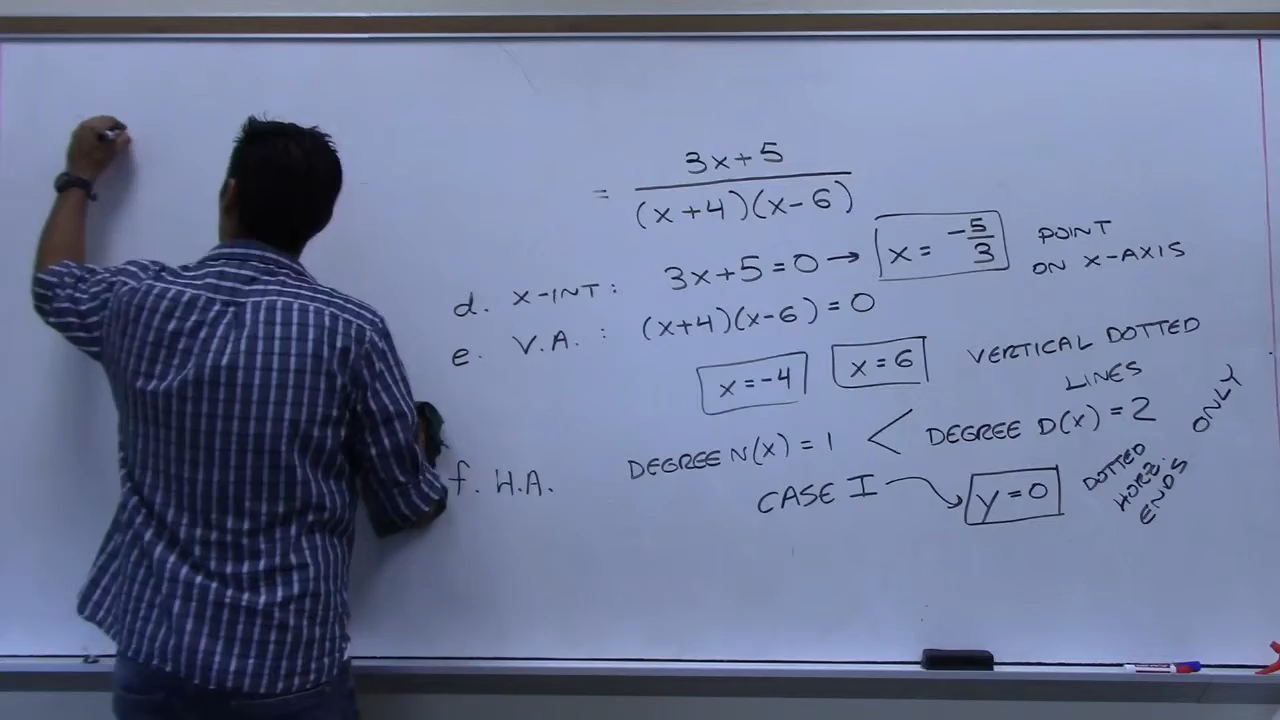 = 3x+5
(x+4)(x-6)
d. X-INT: 3x+5=0 → x = -5/3 POINT
ON X-AXIS
e. V.A. : (x+4)(x-6)=0
x=-4 x=6 VERTICAL DOTTED
LINES
f. H.A. DEGREE N(x) = 1 < DEGREE D(x) = 2
CASE I y=0 DOTTED
HORZ.
ENDS
ONLY